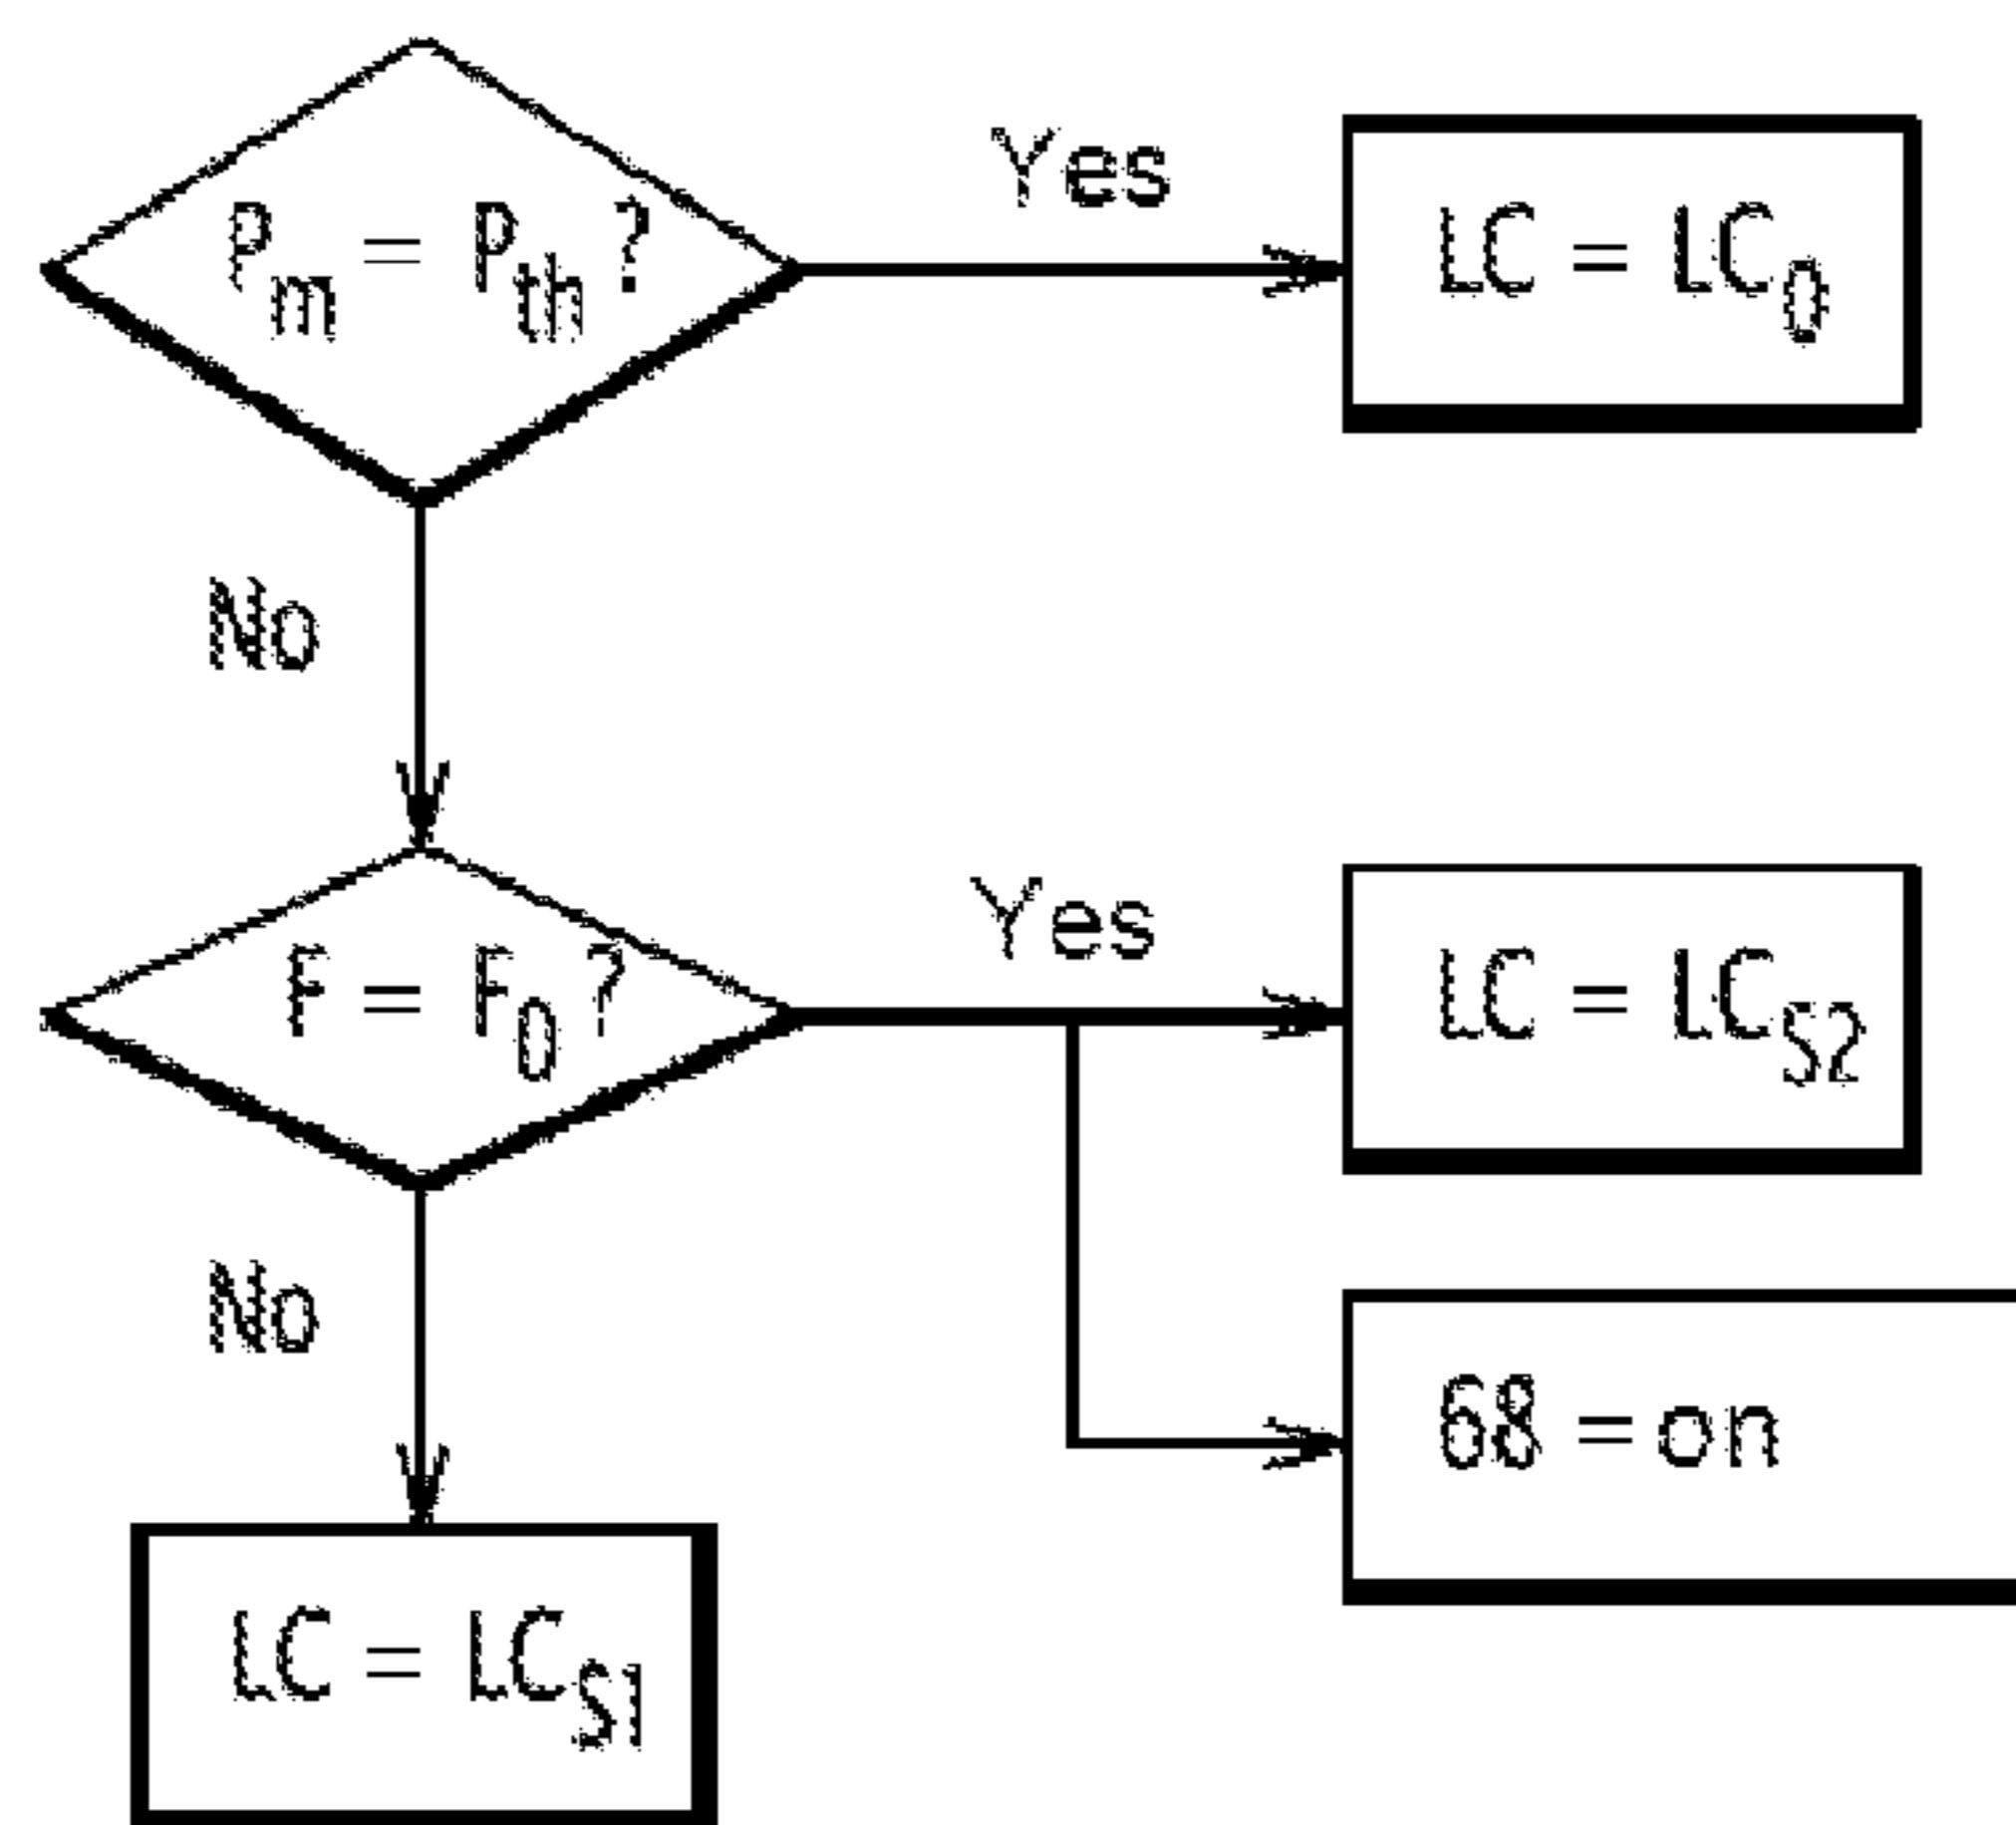 Pm = Pth ?
Yes
LC = LC0
No
F = F0 ?
Yes
LC = LCS2
No
68 = on
LC = LCS1